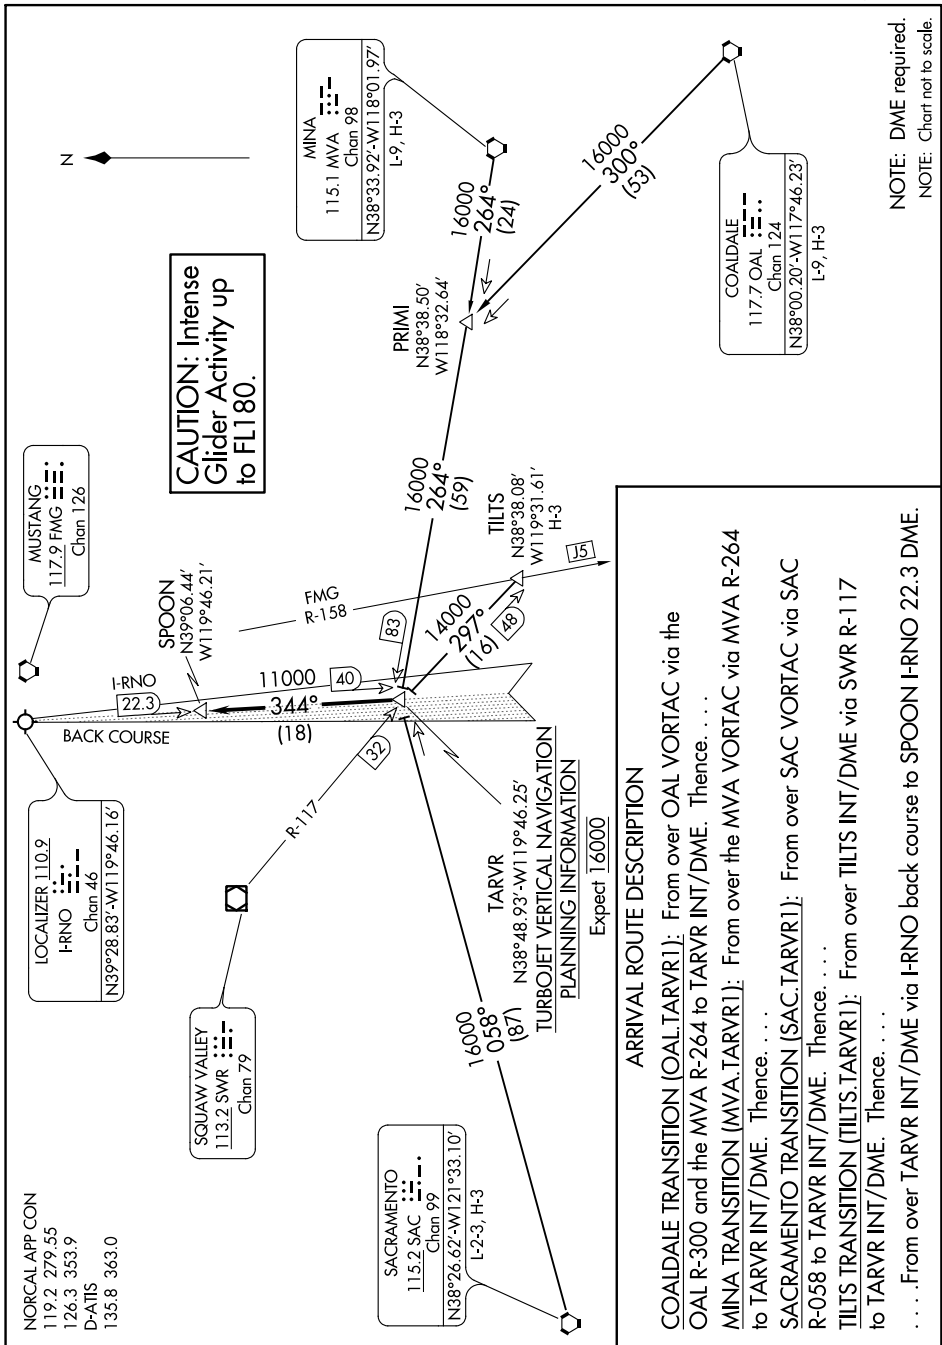 NORCAL APP CON
119.2 279.55
126.3 353.9
D-ATIS
135.8 363.0
LOCALIZER 110.9
I-RNO
Chan 46
N39°28.83'-W119°46.16'
MUSTANG
117.9 FMG
Chan 126
N
MINA
115.1 MVA
Chan 98
N38°33.92'-W118°01.97'
L-9, H-3
CAUTION: Intense
Glider Activity up
to FL180.
SQUAW VALLEY
113.2 SWR
Chan 79
BACK COURSE
I-RNO
22.3
SPOON
N39°06.44'
W119°46.21'
R-117
32
344°
(18)
11000
40
83
FMG
R-158
14000
297°
(16)
48
TILTS
N38°38.08'
W119°31.61'
H-3
J5
16000
264°
(59)
PRIMI
N38°38.50'
W118°32.64'
16000
264°
(24)
16000
300°
(53)
SACRAMENTO
115.2 SAC
Chan 99
N38°26.62'-W121°33.10'
L-2-3, H-3
16000
058°
(87)
TARVR
N38°48.93'-W119°46.25'
TURBOJET VERTICAL NAVIGATION
PLANNING INFORMATION
Expect 16000
COALDALE
117.7 OAL
Chan 124
N38°00.20'-W117°46.23'
L-9, H-3
NOTE: DME required.
NOTE: Chart not to scale.
ARRIVAL ROUTE DESCRIPTION
COALDALE TRANSITION (OAL.TARVR1): From over OAL VORTAC via the
OAL R-300 and the MVA R-264 to TARVR INT/DME. Thence. . . .
MINA TRANSITION (MVA.TARVR1): From over the MVA VORTAC via MVA R-264
to TARVR INT/DME. Thence. . . .
SACRAMENTO TRANSITION (SAC.TARVR1): From over SAC VORTAC via SAC
R-058 to TARVR INT/DME. Thence. . . .
TILTS TRANSITION (TILTS.TARVR1): From over TILTS INT/DME via SWR R-117
to TARVR INT/DME. Thence. . . .
. . . .From over TARVR INT/DME via I-RNO back course to SPOON I-RNO 22.3 DME.